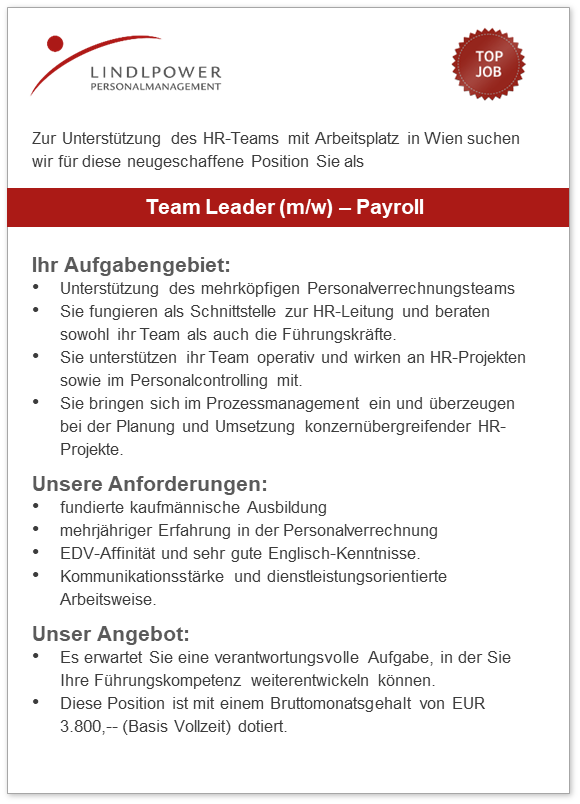 LINDLPOWER
PERSONALMANAGEMENT
TOP
JOB
Zur Unterstützung des HR-Teams mit Arbeitsplatz in Wien suchen
wir für diese neugeschaffene Position Sie als
Team Leader (m/w) – Payroll
Ihr Aufgabengebiet:
• Unterstützung des mehrköpfigen Personalverrechnungsteams
• Sie fungieren als Schnittstelle zur HR-Leitung und beraten
sowohl ihr Team als auch die Führungskräfte.
• Sie unterstützen ihr Team operativ und wirken an HR-Projekten
sowie im Personalcontrolling mit.
• Sie bringen sich im Prozessmanagement ein und überzeugen
bei der Planung und Umsetzung konzernübergreifender HR-
Projekte.
Unsere Anforderungen:
• fundierte kaufmännische Ausbildung
• mehrjähriger Erfahrung in der Personalverrechnung
• EDV-Affinität und sehr gute Englisch-Kenntnisse.
• Kommunikationsstärke und dienstleistungsorientierte
Arbeitsweise.
Unser Angebot:
• Es erwartet Sie eine verantwortungsvolle Aufgabe, in der Sie
Ihre Führungskompetenz weiterentwickeln können.
• Diese Position ist mit einem Bruttomonatsgehalt von EUR
3.800,-- (Basis Vollzeit) dotiert.